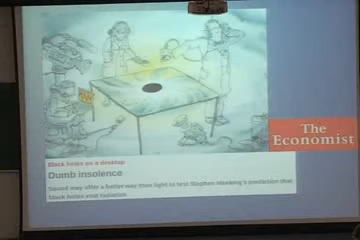 The
Economist
Black holes on a desktop
Dumb insolence
Sound may offer a better way than light to test Stephen Hawking's prediction that
black holes emit radiation